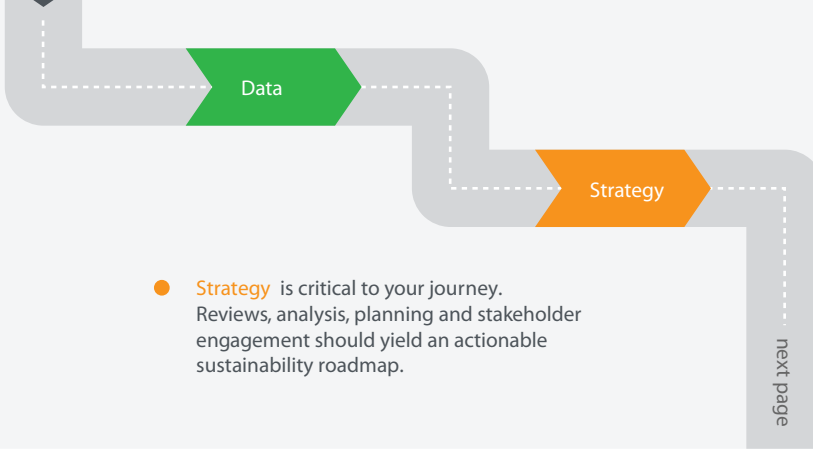 Data
Strategy
Strategy is critical to your journey.
Reviews, analysis, planning and stakeholder
engagement should yield an actionable
sustainability roadmap.
next page